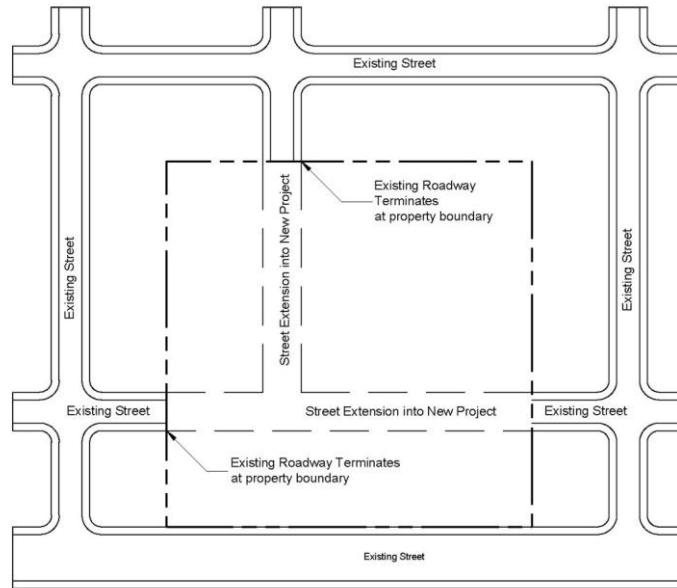 Existing Street
Existing Roadway
Terminates
at property boundary
Street Extension into New Project
Existing Street
Existing Street
Existing Street
Street Extension into New Project
Existing Street
Existing Roadway Terminates
at property boundary
Existing Street